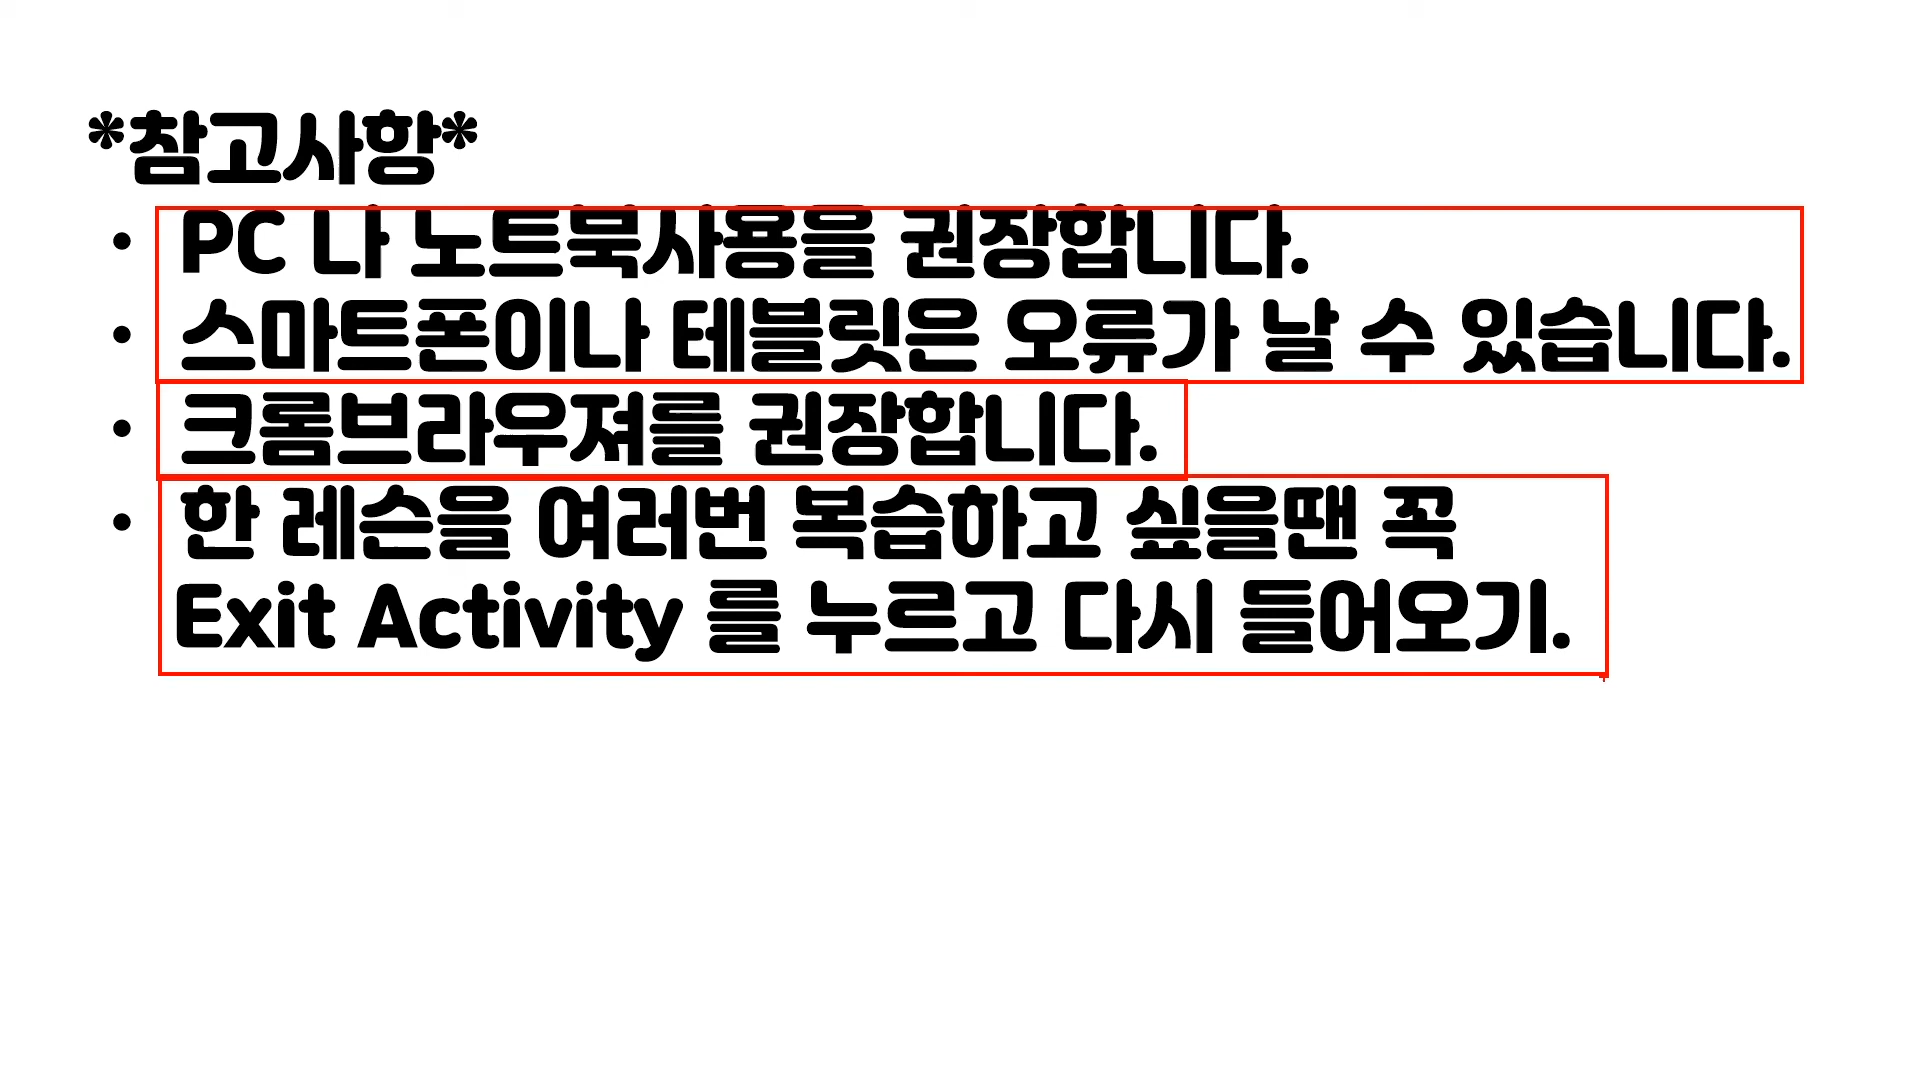 *참고사항*
• PC 나 노트북사용을 권장합니다.
• 스마트폰이나 테블릿은 오류가 날 수 있습니다.
• 크롬브라우져를 권장합니다.
• 한 레슨을 여러번 복습하고 싶을땐 꼭
Exit Activity 를 누르고 다시 들어오기.